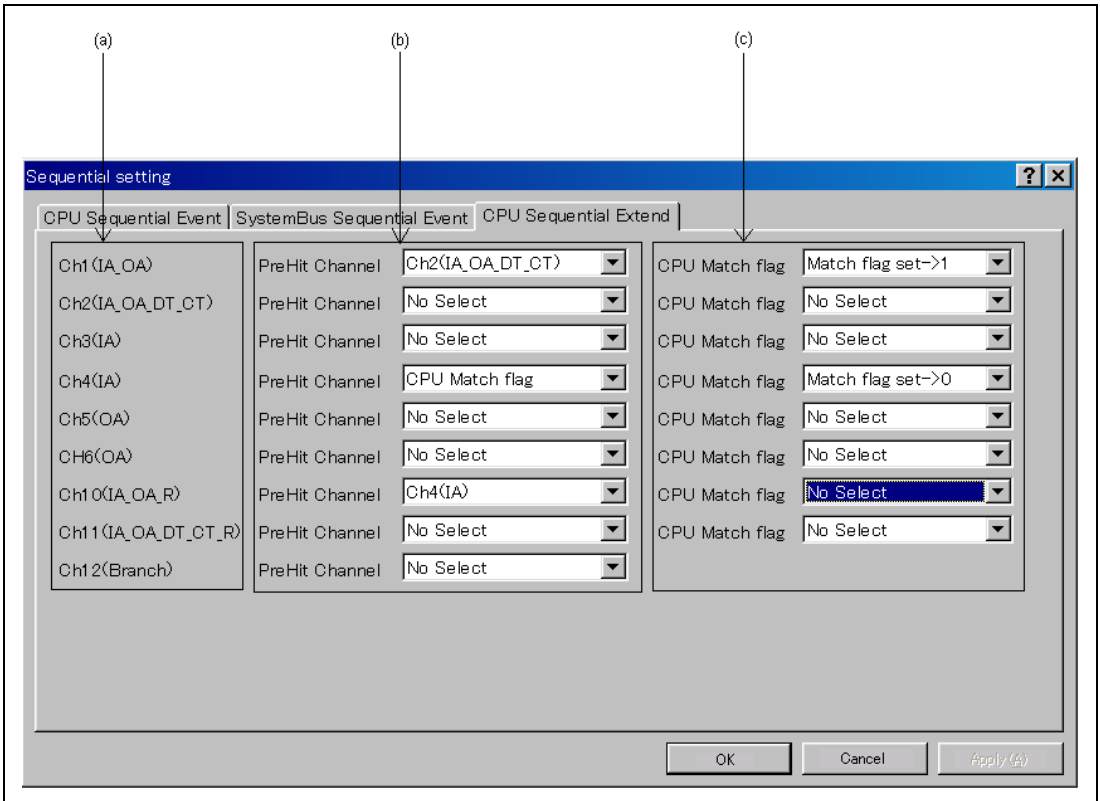 (a) (b) (c)
Sequential setting
CPU Sequential Event SystemBus Sequential Event CPU Sequential Extend
Ch1(IA_OA) PreHit Channel Ch2(IA_OA_DT_CT) CPU Match flag Match flag set->1
Ch2(IA_OA_DT_CT) PreHit Channel No Select CPU Match flag No Select
Ch3(IA) PreHit Channel No Select CPU Match flag No Select
Ch4(IA) PreHit Channel CPU Match flag CPU Match flag Match flag set->0
Ch5(OA) PreHit Channel No Select CPU Match flag No Select
CH6(OA) PreHit Channel No Select CPU Match flag No Select
Ch10(IA_OA_R) PreHit Channel Ch4(IA) CPU Match flag No Select
Ch11(IA_OA_DT_CT_R) PreHit Channel No Select CPU Match flag No Select
Ch12(Branch) PreHit Channel No Select
OK Cancel Apply(A)